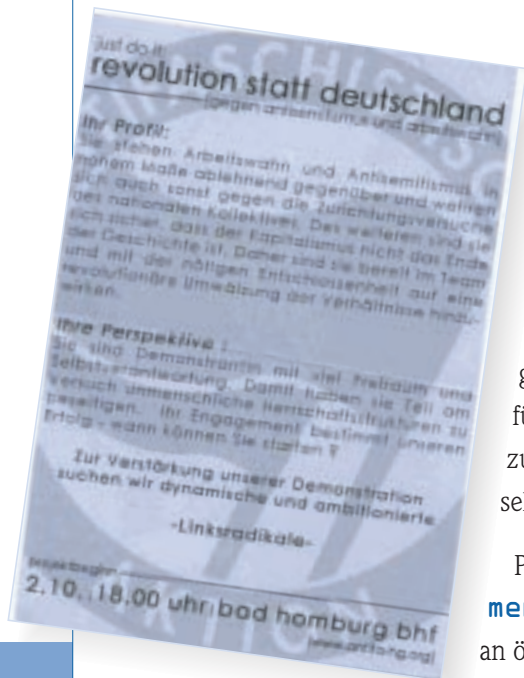 just do it:
revolution statt deutschland
[gegen antisemitismus und arbeitswahn]
Ihr Profil:
Sie stehen Arbeitswahn und Antisemitismus in
hohem Maße ablehnend gegenüber und wehren
sich auch sonst gegen die Zurichtungsversuche
des nationalen Kollektives. Des weiteren sind sie
sich sicher, dass der Kapitalismus nicht das Ende
der Geschichte ist. Daher sind sie bereit im Team
und mit der nötigen Entschlossenheit auf eine
revolutionäre Umwälzung der Verhältnisse hinzu-
wirken.
Ihre Perspektive :
Sie sind DemonstrantIn mit viel Freiraum und
Selbstverantwortung. Damit haben sie Teil am
Versuch unmenschliche Herrschaftsstrukturen zu
beseitigen. Ihr Engagement bestimmt unseren
Erfolg - wann können Sie starten ?
Zur Verstärkung unserer Demonstration
suchen wir dynamische und ambitionierte
-Linksradikale-
projektbeginn
2.10. 18.00 uhr bad homburg bhf
g
fü
zu
sel
P
mer
an ö